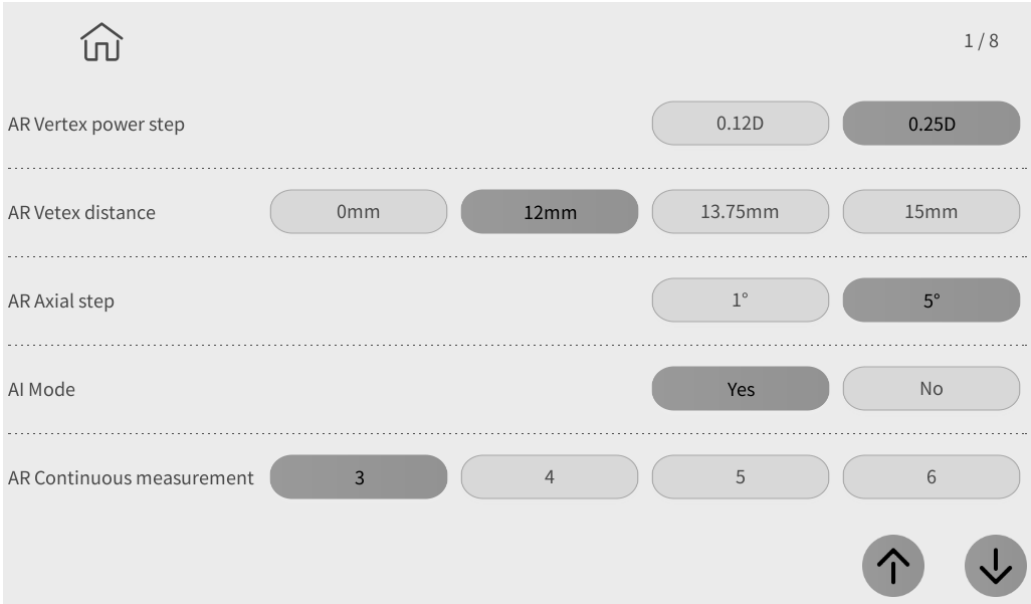 1 / 8
AR Vertex power step 0.12D 0.25D
AR Vetex distance 0mm 12mm 13.75mm 15mm
AR Axial step 1° 5°
AI Mode Yes No
AR Continuous measurement 3 4 5 6